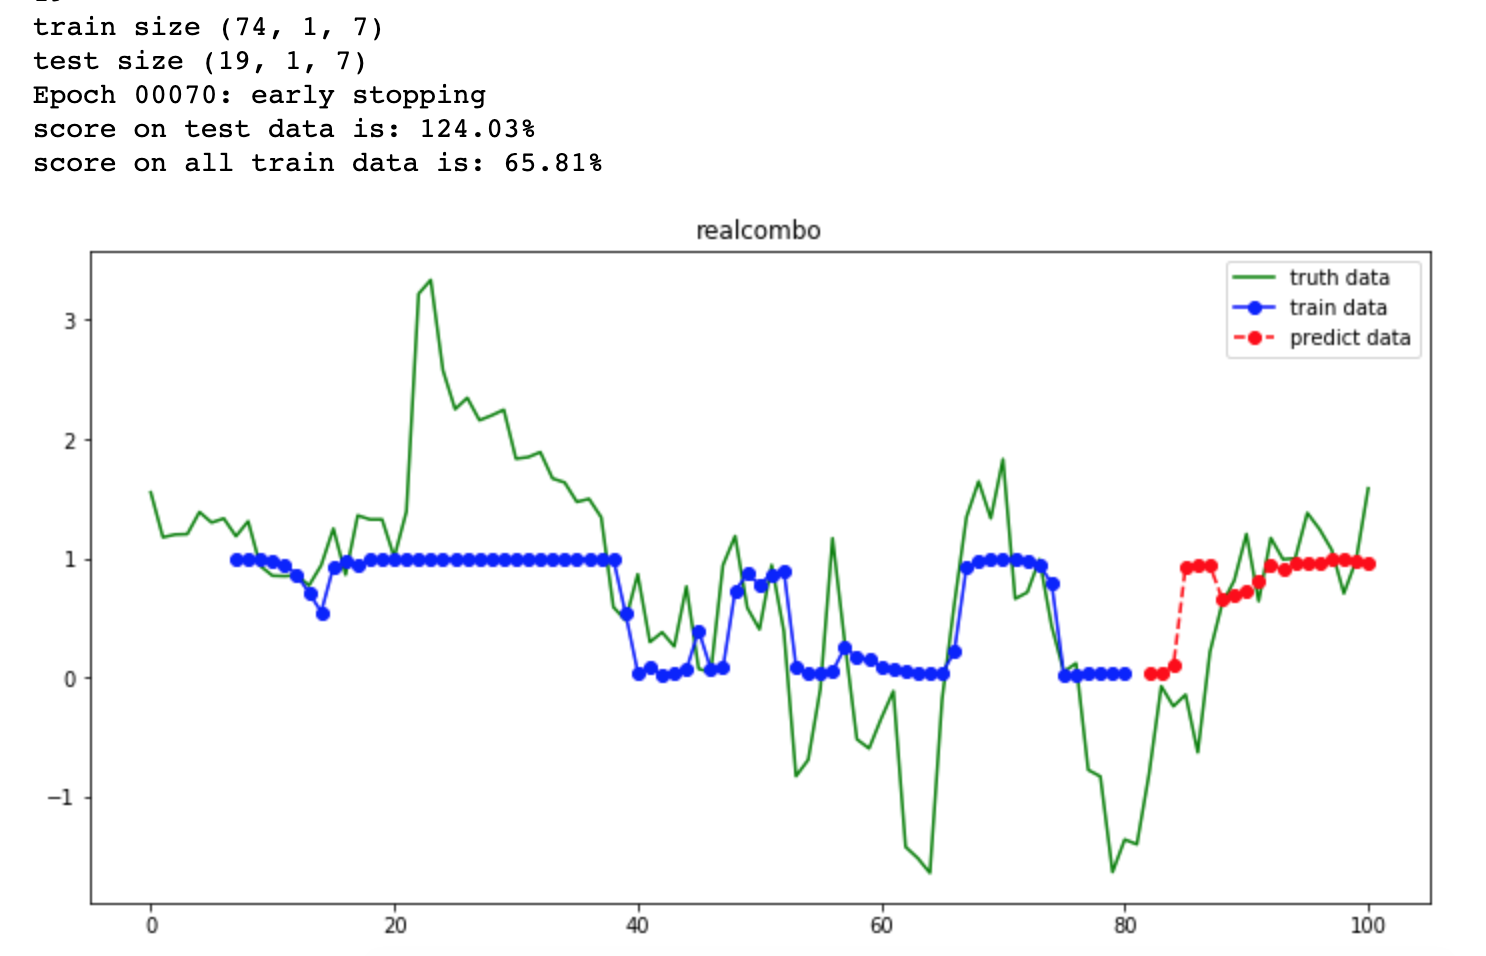 train size (74, 1, 7)
test size (19, 1, 7)
Epoch 00070: early stopping
score on test data is: 124.03%
score on all train data is: 65.81%
realcombo
truth data
train data
predict data
3
2
1
0
−1
0 20 40 60 80 100